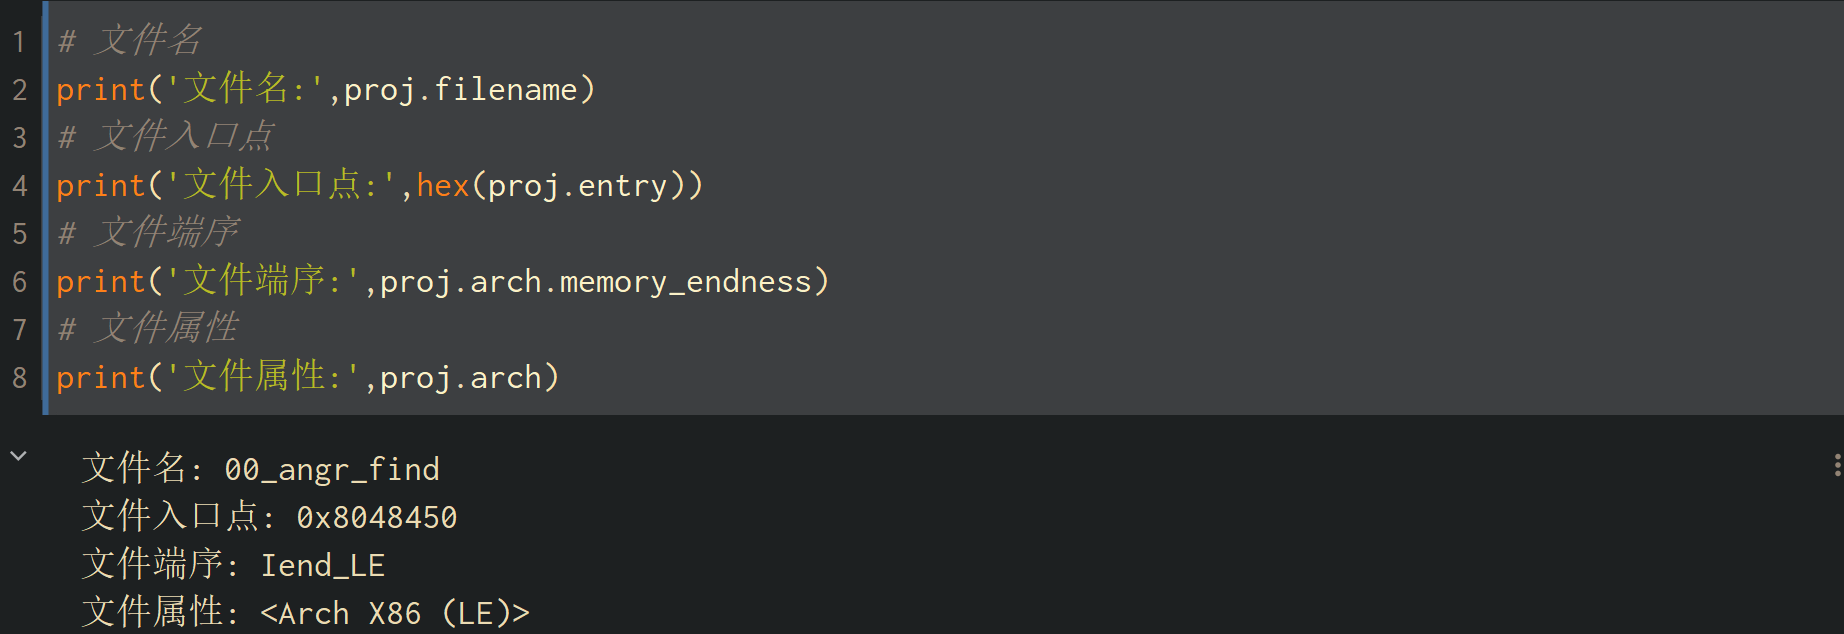 1 # 文件名
2 print('文件名:',proj.filename)
3 # 文件入口点
4 print('文件入口点:',hex(proj.entry))
5 # 文件端序
6 print('文件端序:',proj.arch.memory_endness)
7 # 文件属性
8 print('文件属性:',proj.arch)
文件名: 00_angr_find
文件入口点: 0x8048450
文件端序: Iend_LE
文件属性: <Arch X86 (LE)>